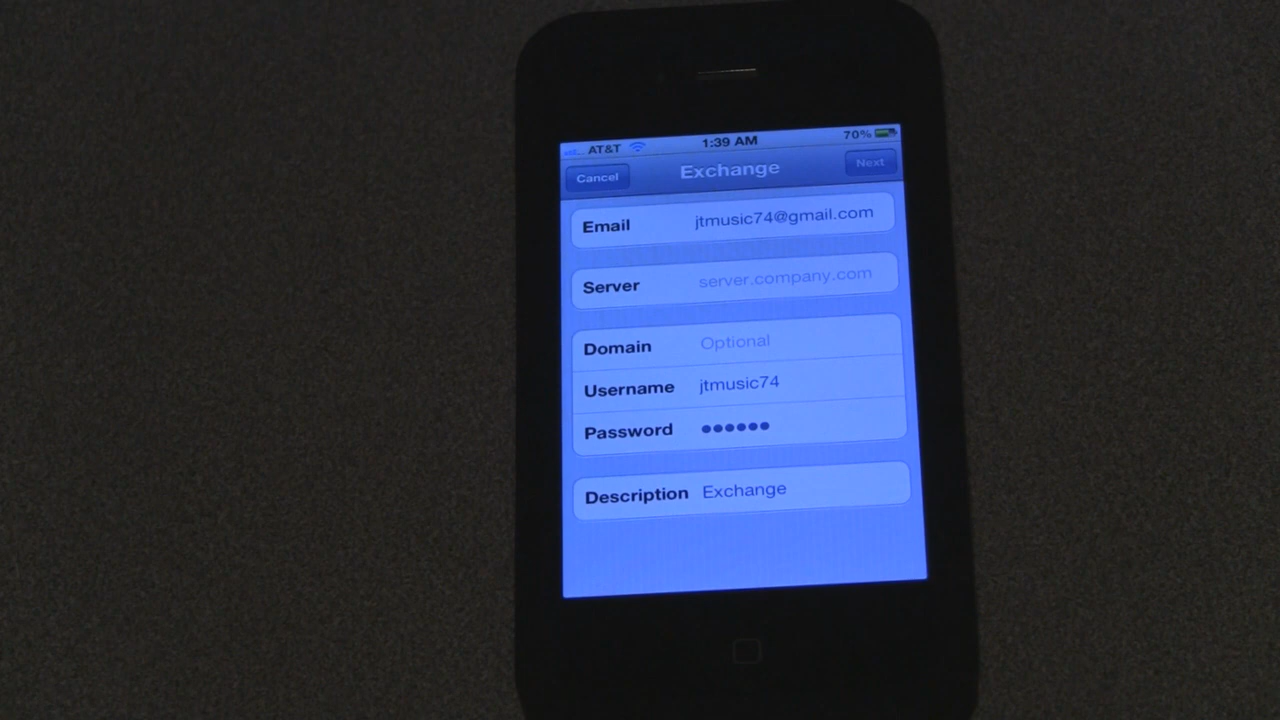 AT&T 1:39 AM 70%
Cancel Exchange Next
Email jtmusic74@gmail.com
Server server.company.com
Domain Optional
Username jtmusic74
Password ●●●●●●
Description Exchange